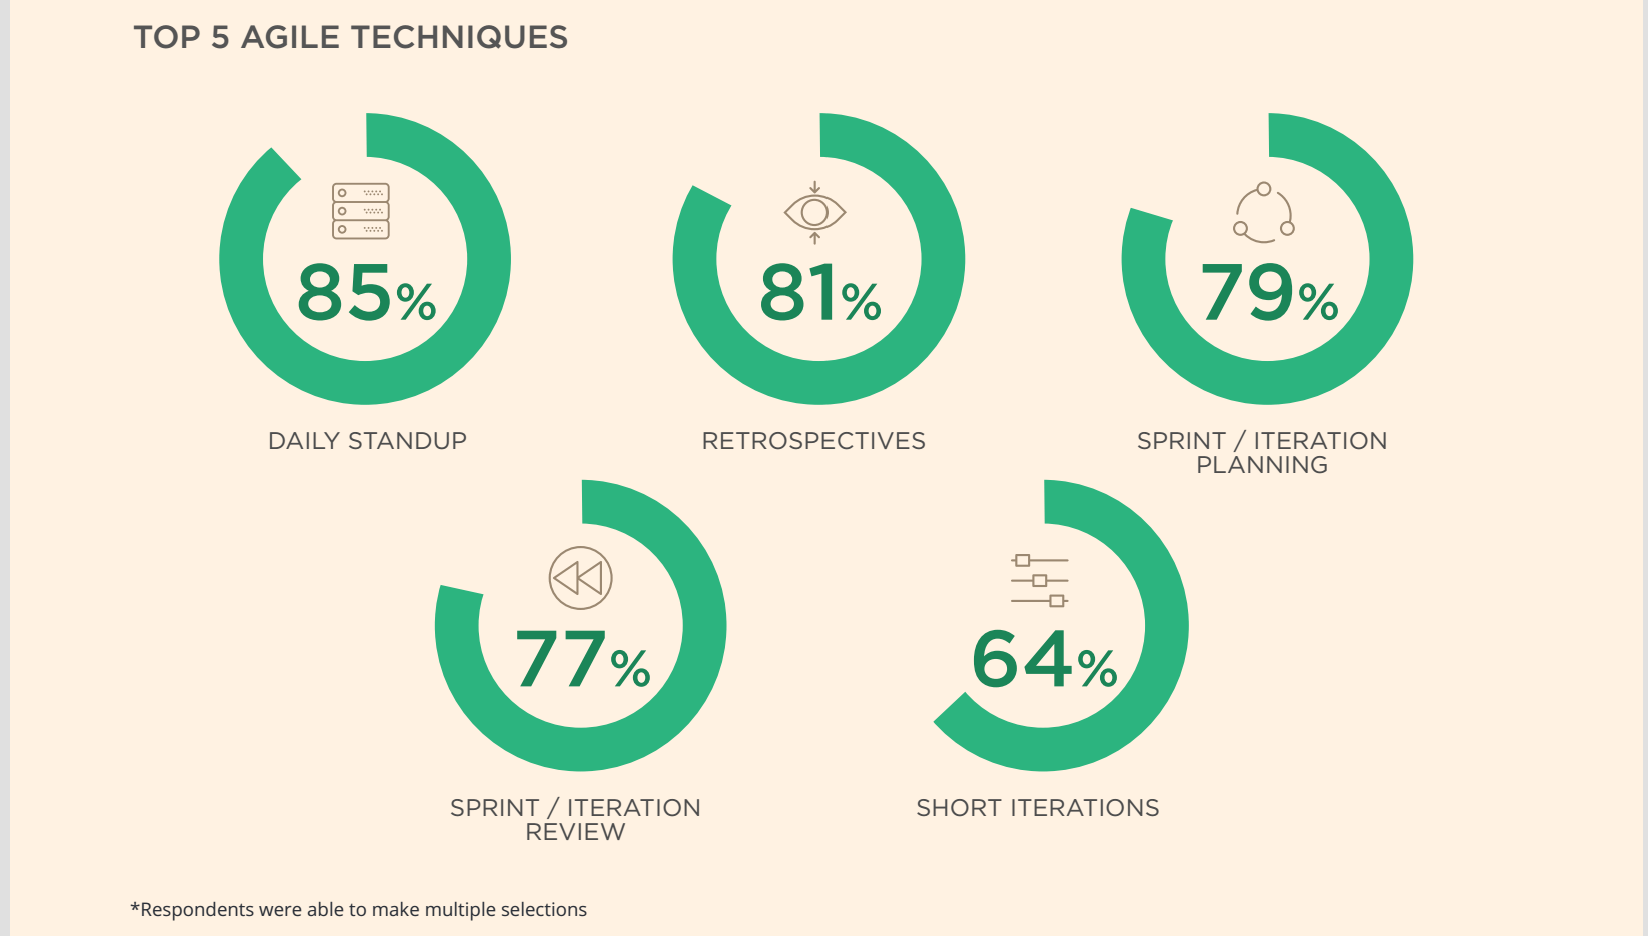 TOP 5 AGILE TECHNIQUES
85%
81%
79%
DAILY STANDUP
RETROSPECTIVES
SPRINT / ITERATION
PLANNING
77%
64%
SPRINT / ITERATION
REVIEW
SHORT ITERATIONS
*Respondents were able to make multiple selections